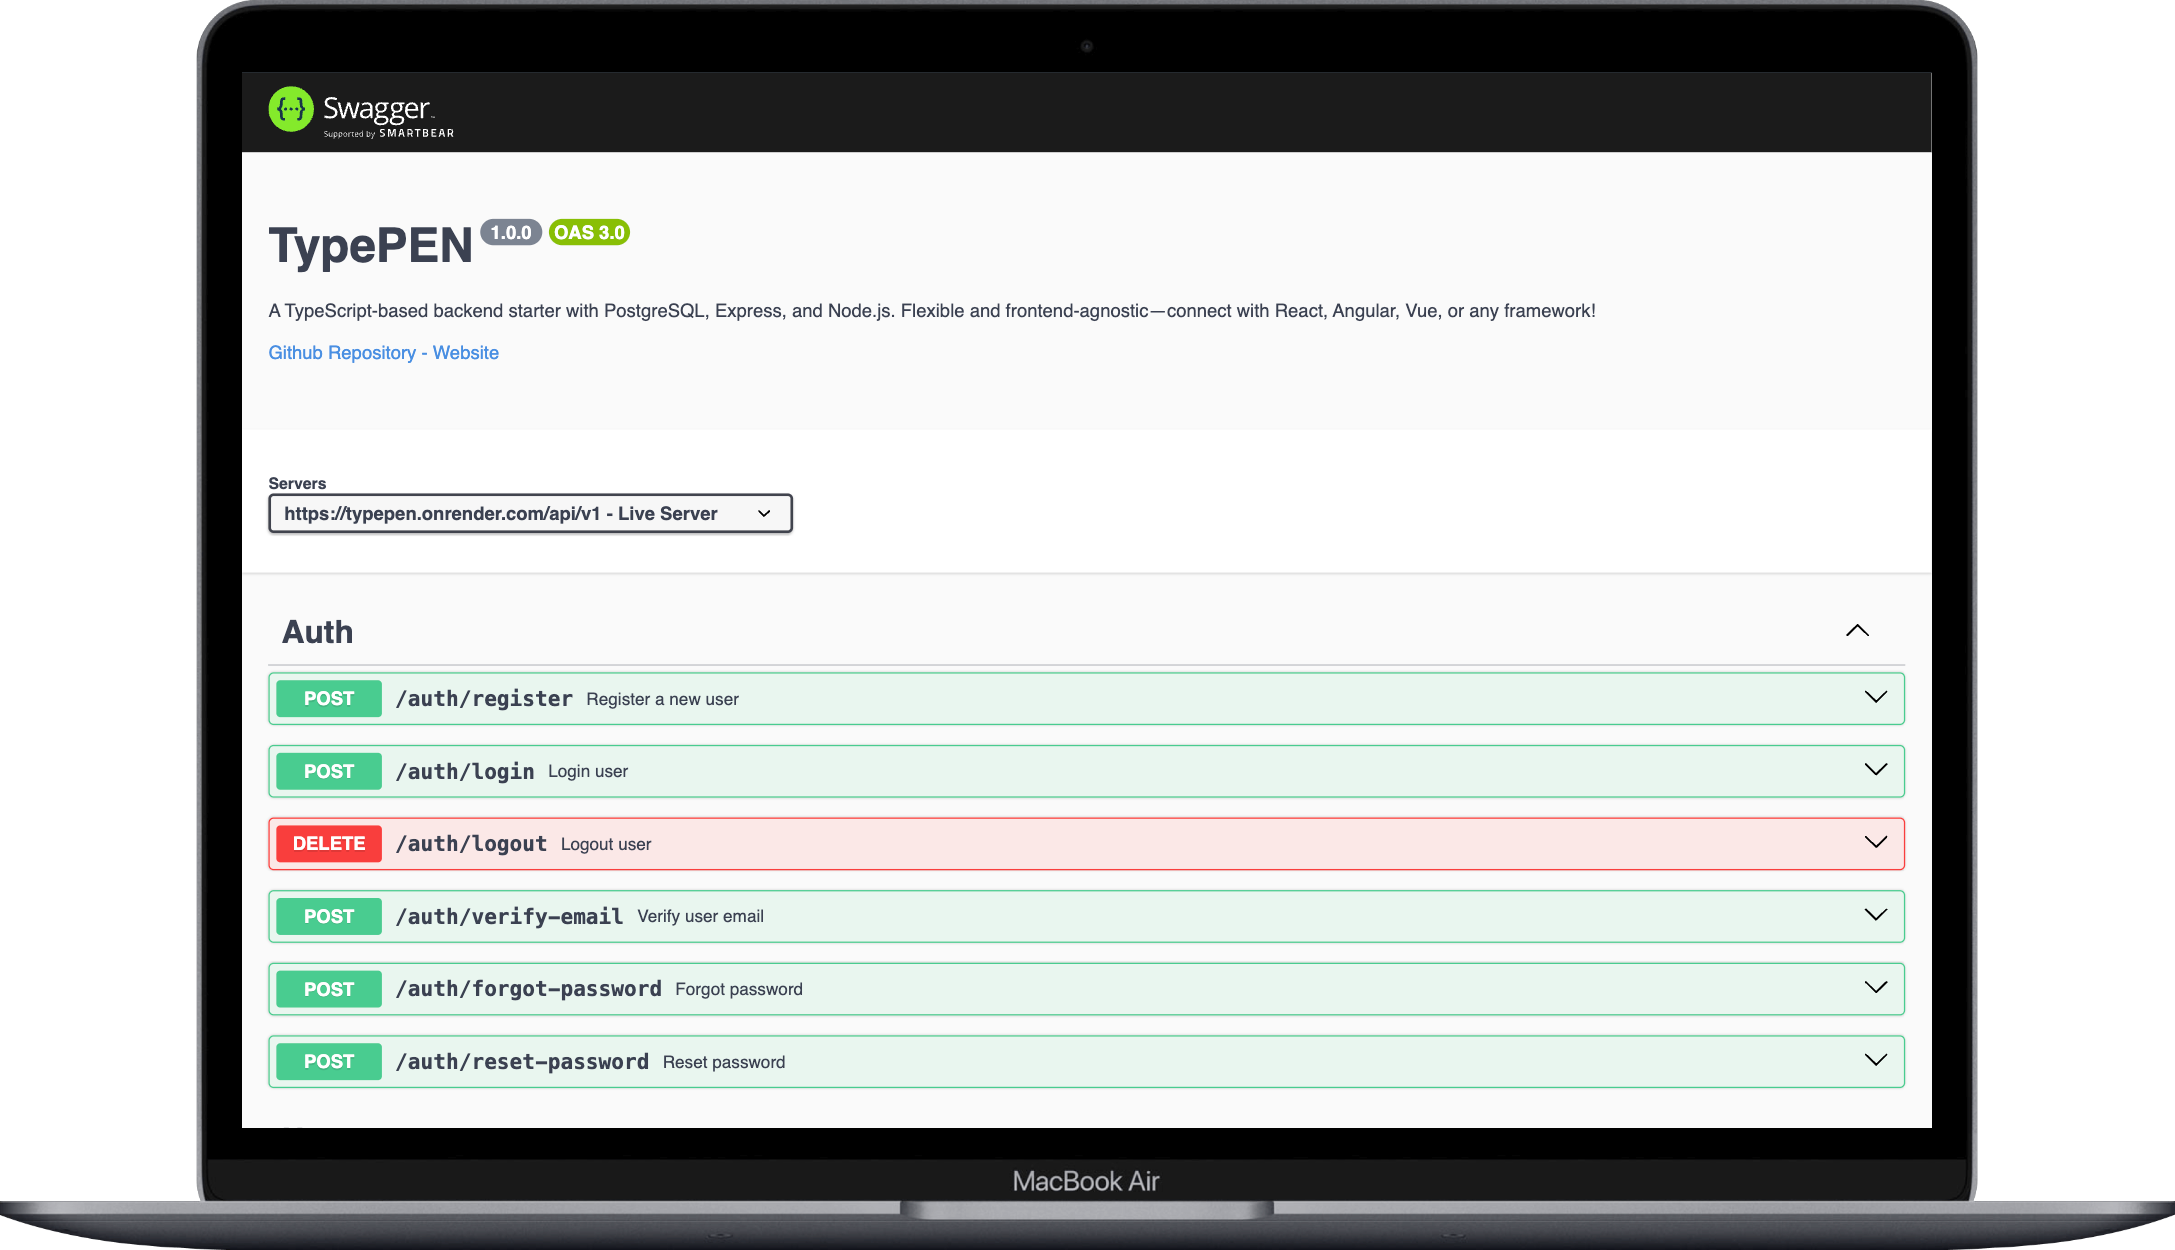 {···} Swagger™
Supported by SMARTBEAR
TypePEN 1.0.0 OAS 3.0
A TypeScript-based backend starter with PostgreSQL, Express, and Node.js. Flexible and frontend-agnostic—connect with React, Angular, Vue, or any framework!
Github Repository - Website
Servers
https://typepen.onrender.com/api/v1 - Live Server
Auth
POST /auth/register Register a new user
POST /auth/login Login user
DELETE /auth/logout Logout user
POST /auth/verify-email Verify user email
POST /auth/forgot-password Forgot password
POST /auth/reset-password Reset password
MacBook Air